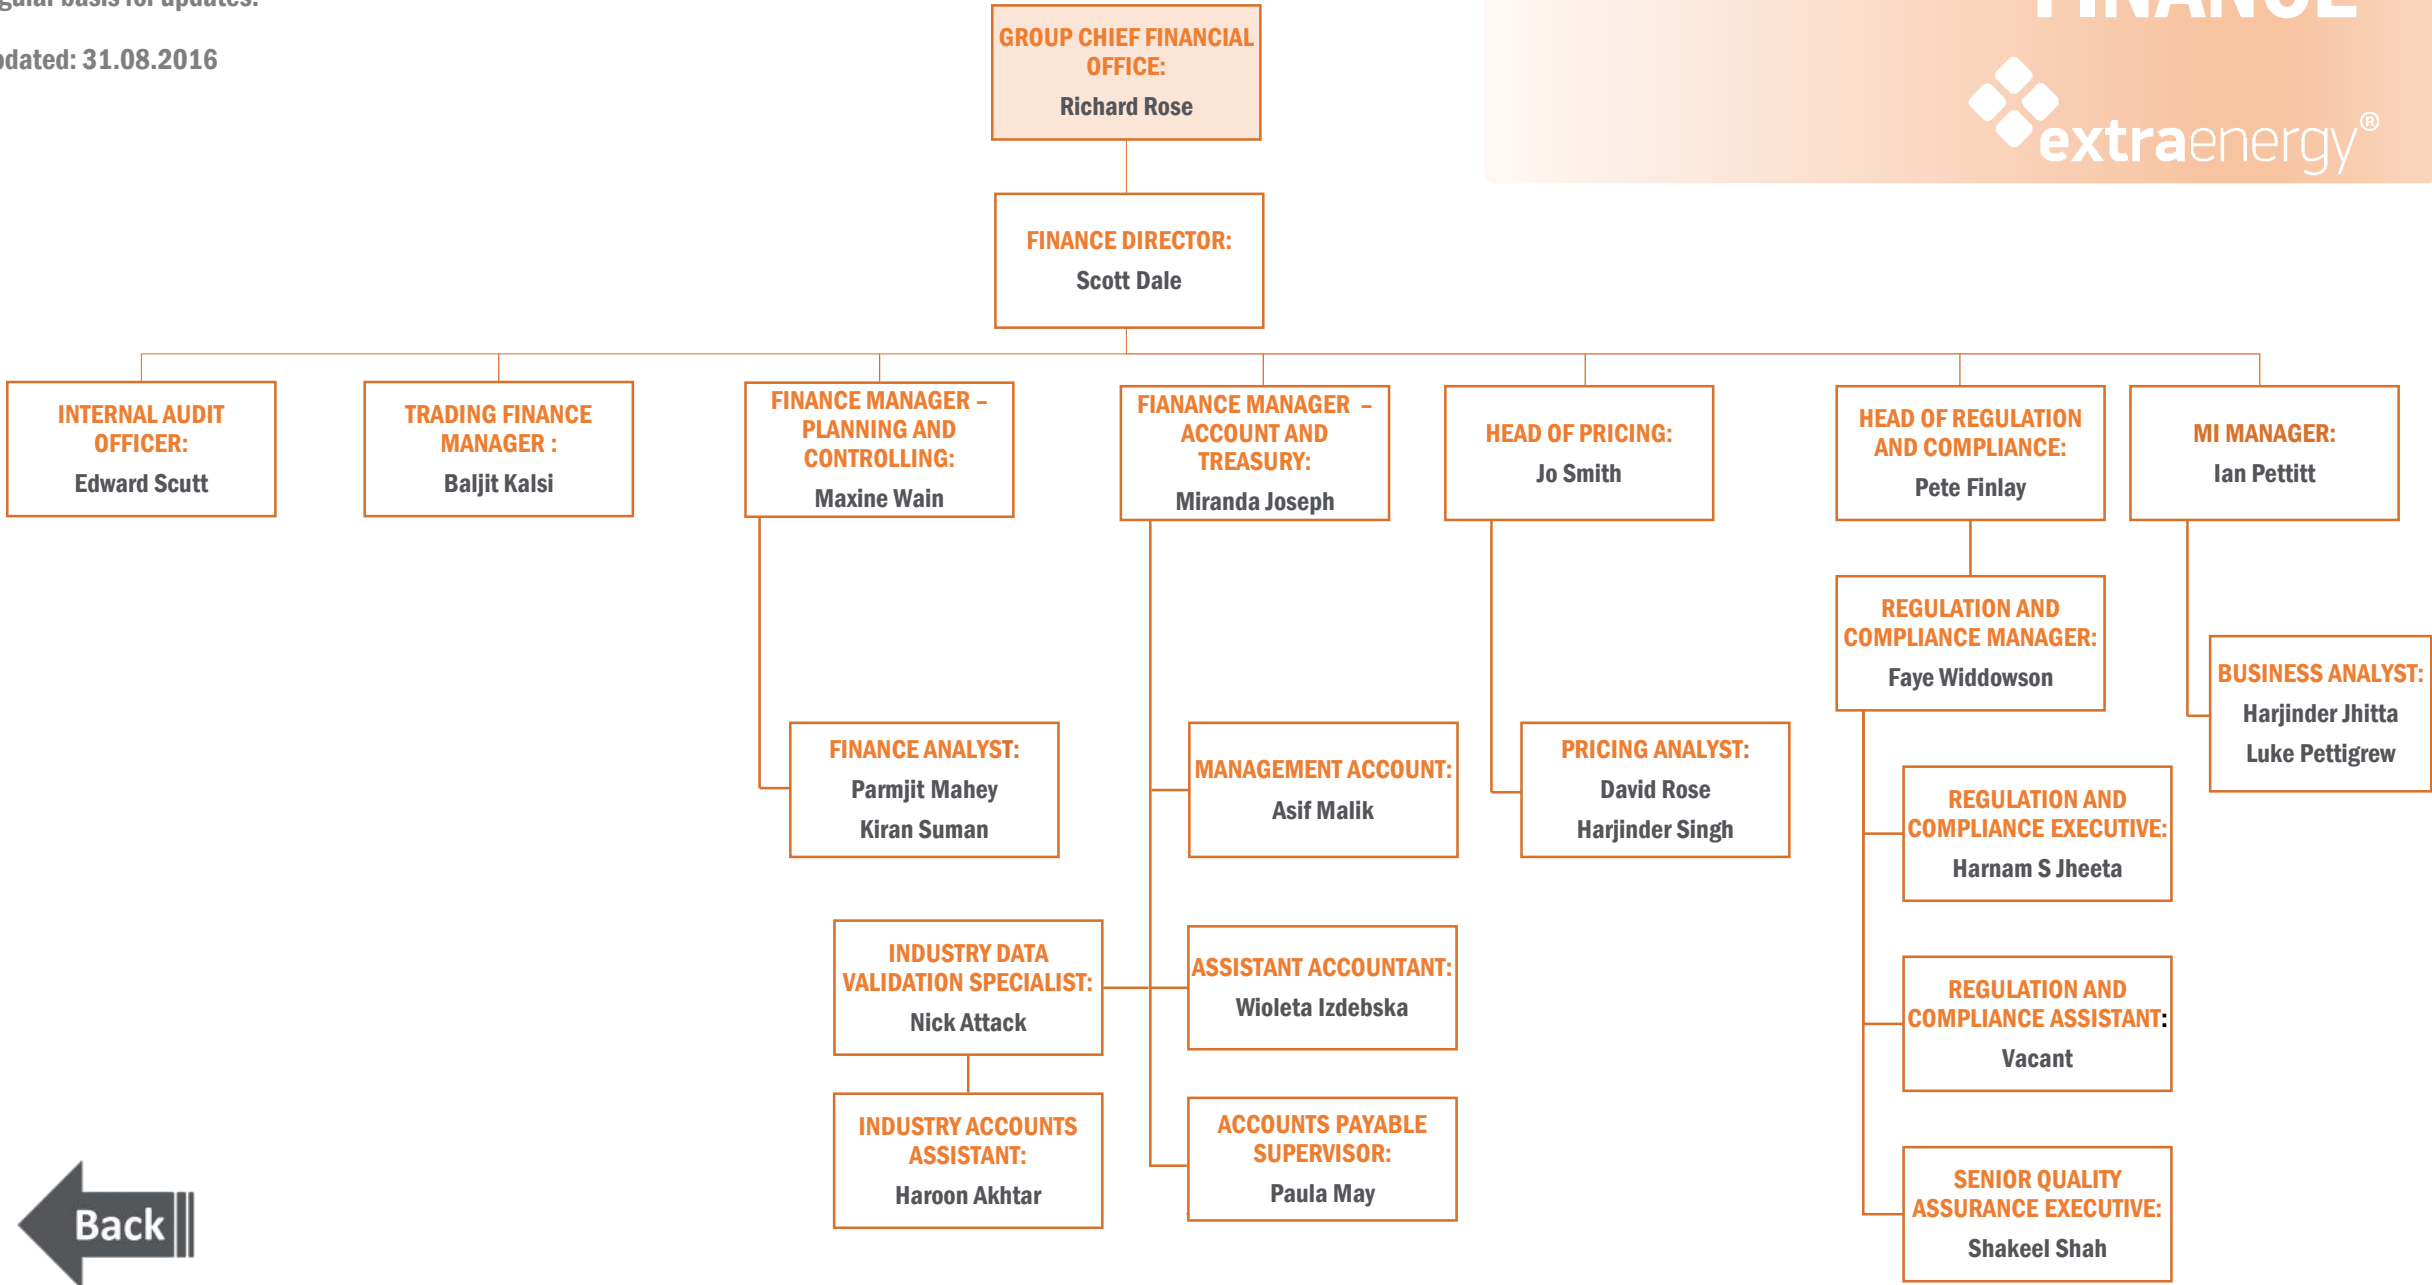 basis for updates.
31.08.2016
FINANCE
extraenergy®
GROUP CHIEF FINANCIAL
OFFICE:
Richard Rose
FINANCE DIRECTOR:
Scott Dale
INTERNAL AUDIT
OFFICER:
Edward Scutt
TRADING FINANCE
MANAGER :
Baljit Kalsi
FINANCE MANAGER –
PLANNING AND
CONTROLLING:
Maxine Wain
FIANANCE MANAGER –
ACCOUNT AND
TREASURY:
Miranda Joseph
HEAD OF PRICING:
Jo Smith
HEAD OF REGULATION
AND COMPLIANCE:
Pete Finlay
MI MANAGER:
Ian Pettitt
REGULATION AND
COMPLIANCE MANAGER:
Faye Widdowson
BUSINESS ANALYST:
Harjinder Jhitta
Luke Pettigrew
FINANCE ANALYST:
Parmjit Mahey
Kiran Suman
MANAGEMENT ACCOUNT:
Asif Malik
PRICING ANALYST:
David Rose
Harjinder Singh
REGULATION AND
COMPLIANCE EXECUTIVE:
Harnam S Jheeta
INDUSTRY DATA
VALIDATION SPECIALIST:
Nick Attack
ASSISTANT ACCOUNTANT:
Wioleta Izdebska
REGULATION AND
COMPLIANCE ASSISTANT:
Vacant
INDUSTRY ACCOUNTS
ASSISTANT:
Haroon Akhtar
ACCOUNTS PAYABLE
SUPERVISOR:
Paula May
SENIOR QUALITY
ASSURANCE EXECUTIVE:
Shakeel Shah
Back